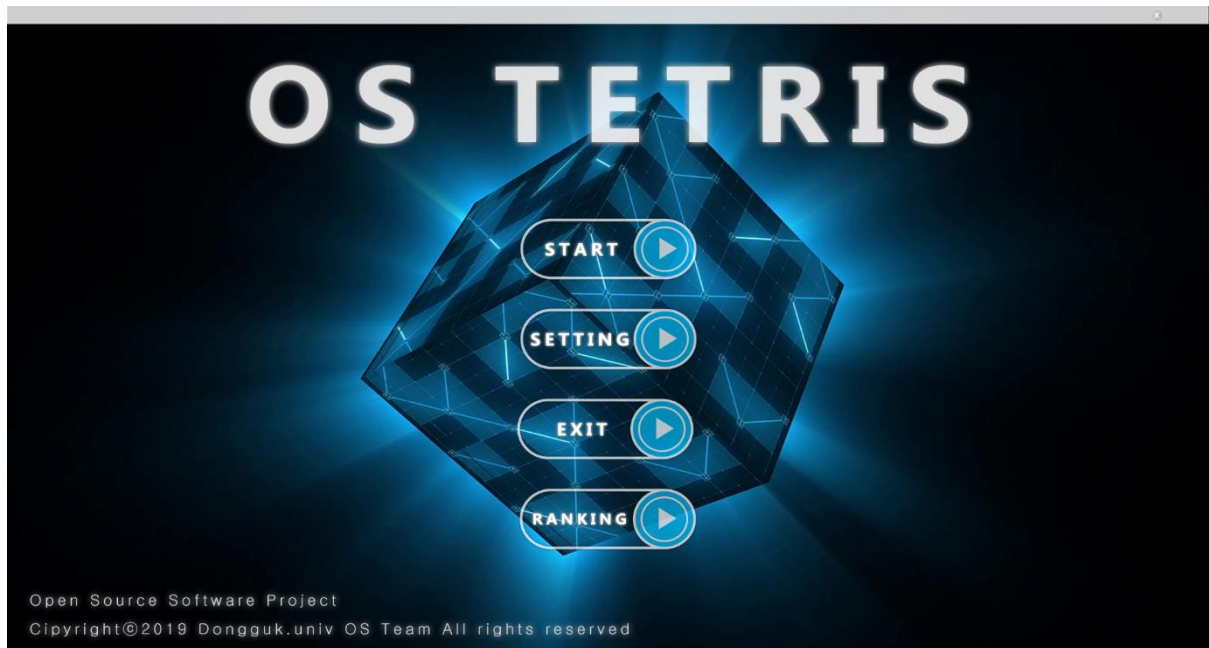 OS TETRIS
START
SETTING
EXIT
RANKING
Open Source Software Project
Cipyright©2019 Dongguk.univ OS Team All rights reserved